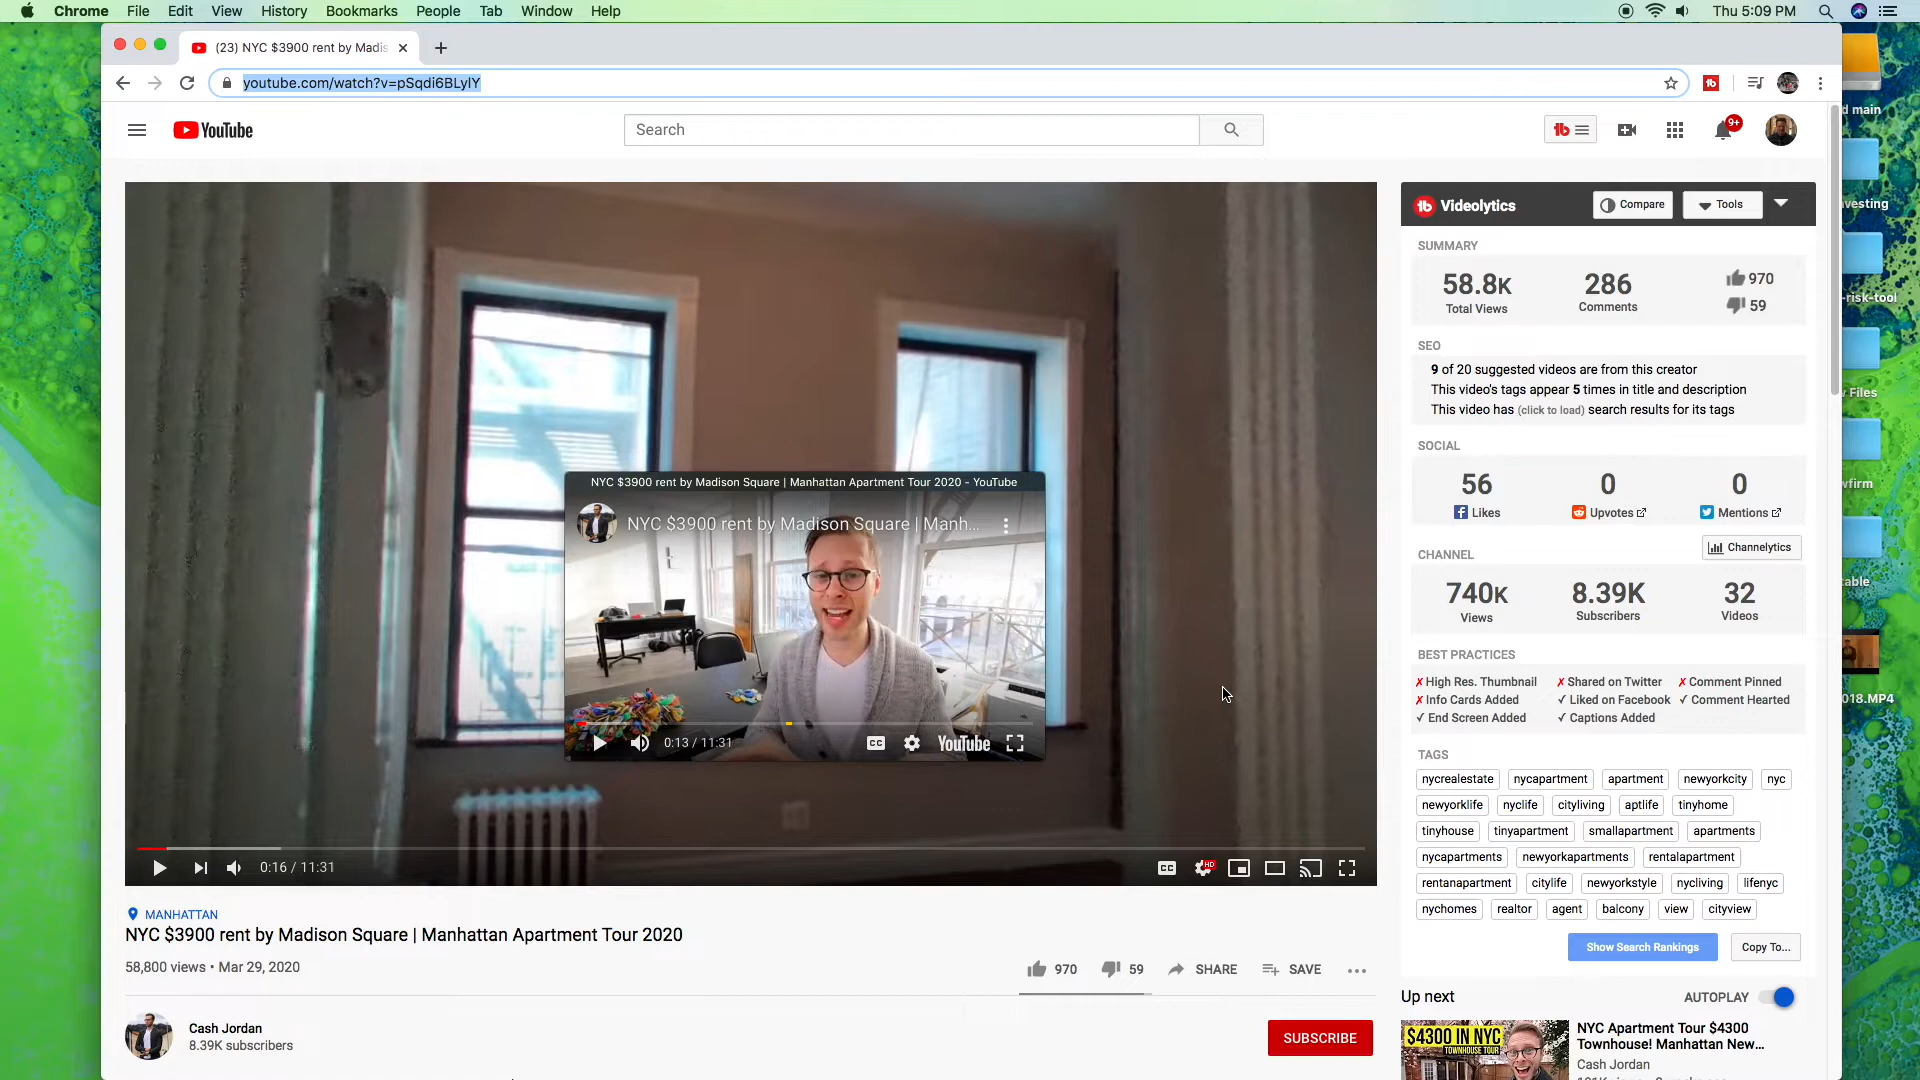 Chrome File Edit View History Bookmarks People Tab Window Help
Thu 5:09 PM
(23) NYC $3900 rent by Madis
youtube.com/watch?v=pSqdi6BLylY
YouTube
Search
9+
d main
Videolytics
Compare
Tools
SUMMARY
58.8K
286
970
Total Views
Comments
59
SEO
9 of 20 suggested videos are from this creator
This video's tags appear 5 times in title and description
This video has (click to load) search results for its tags
SOCIAL
56
0
0
Likes
Upvotes
Mentions
CHANNEL
Channelytics
740K
8.39K
32
Views
Subscribers
Videos
BEST PRACTICES
✗ High Res. Thumbnail ✗ Shared on Twitter ✗ Comment Pinned
✗ Info Cards Added ✓ Liked on Facebook ✓ Comment Hearted
✓ End Screen Added ✓ Captions Added
TAGS
nycrealestate nycapartment apartment newyorkcity nyc
newyorklife nyclife cityliving aptlife tinyhome
tinyhouse tinyapartment smallapartment apartments
nycapartments newyorkapartments rentalapartment
rentanapartment citylife newyorkstyle nycliving lifenyc
nychomes realtor agent balcony view cityview
Show Search Rankings
Copy To...
NYC $3900 rent by Madison Square | Manhattan Apartment Tour 2020 - YouTube
NYC $3900 rent by Madison Square | Manh...
0:13 / 11:31
CC
YouTube
0:16 / 11:31
CC
HD
MANHATTAN
NYC $3900 rent by Madison Square | Manhattan Apartment Tour 2020
58,800 views • Mar 29, 2020
970
59
SHARE
SAVE
Cash Jordan
8.39K subscribers
SUBSCRIBE
Up next
AUTOPLAY
$4300 IN NYC
TOWNHOUSE TOUR
NYC Apartment Tour $4300
Townhouse! Manhattan New...
Cash Jordan
vesting
-risk-tool
Files
vfirm
table
018.MP4